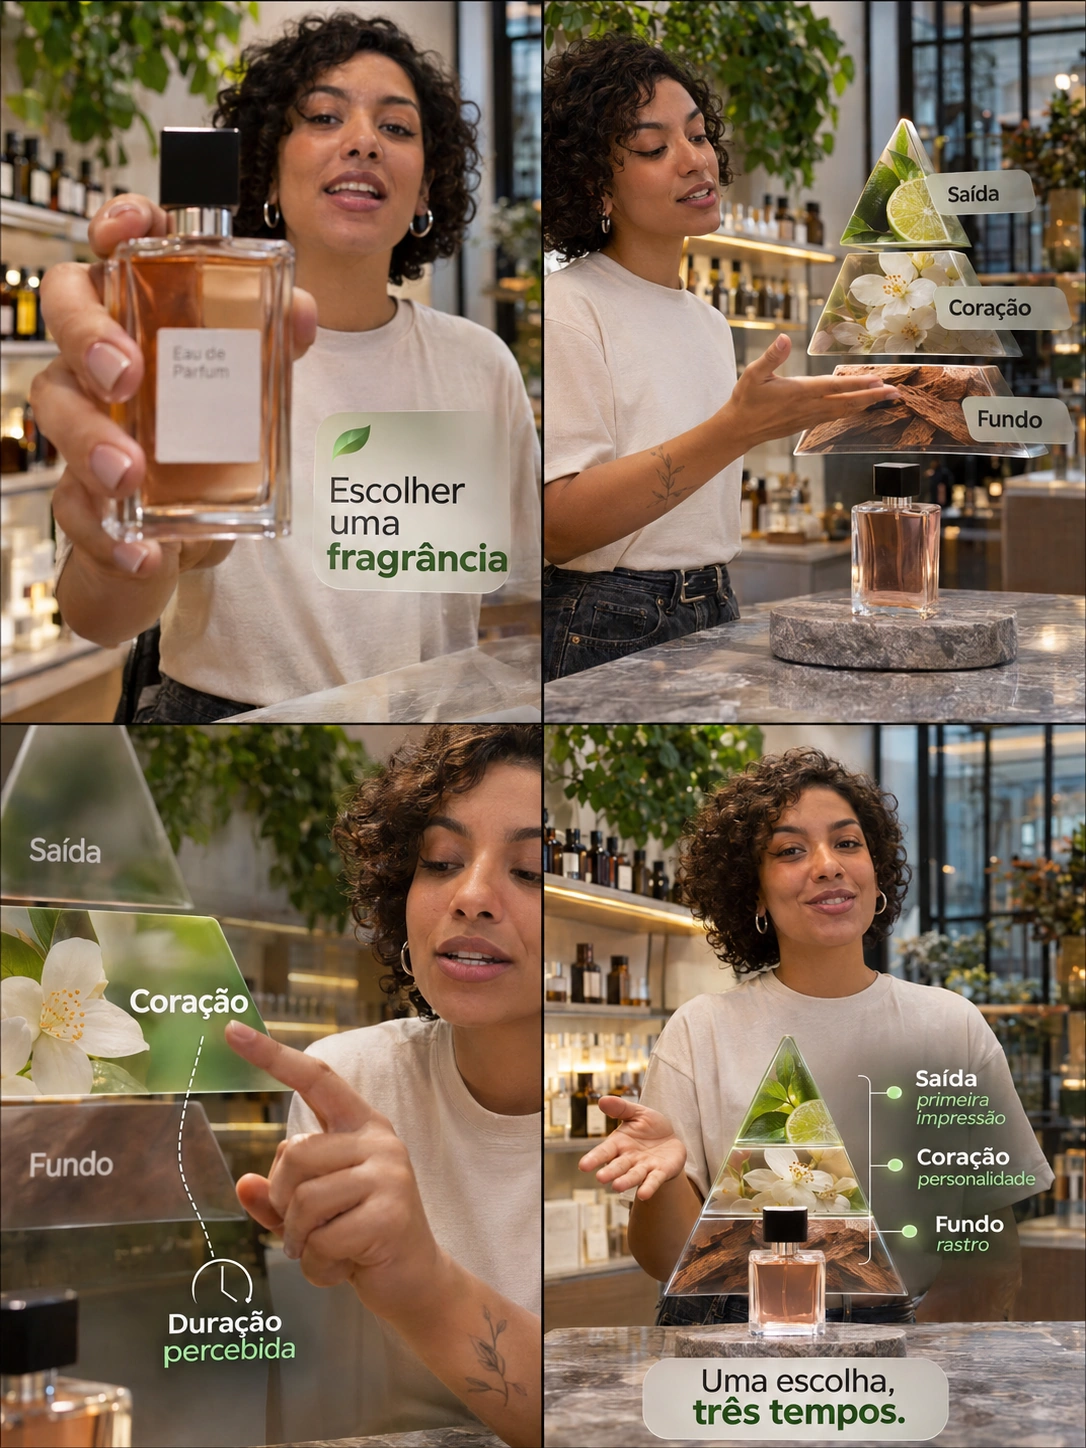 Eau de
Parfum
Escolher
uma
fragrância
Saída
Coração
Fundo
Saída
Coração
Fundo
Duração
percebida
Saída
primeira
impressão
Coração
personalidade
Fundo
rastro
Uma escolha,
três tempos.